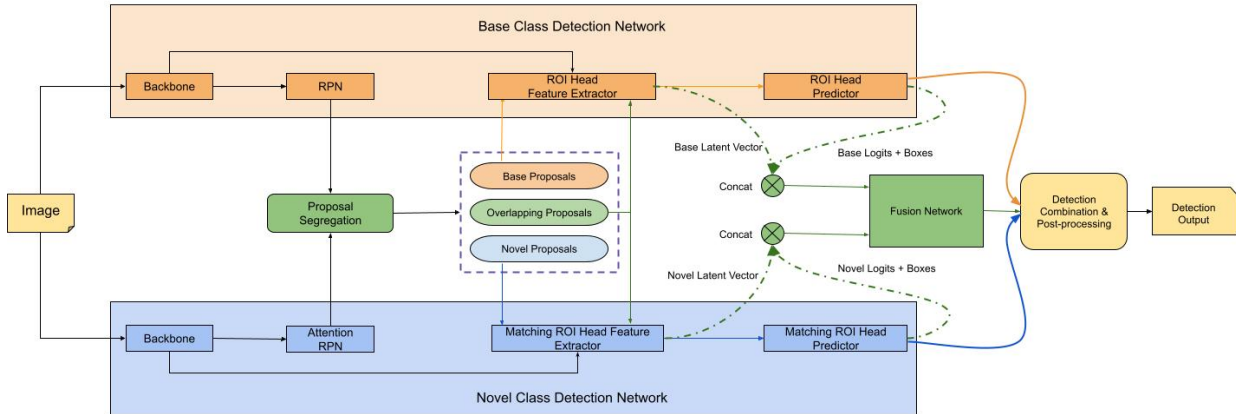 Base Class Detection Network
Backbone
RPN
ROI Head
Feature Extractor
ROI Head
Predictor
Base Latent Vector
Base Logits + Boxes
Base Proposals
Concat
Image
Proposal
Segregation
Overlapping Proposals
Fusion Network
Detection
Combination &
Post-processing
Detection
Output
Concat
Novel Proposals
Novel Latent Vector
Novel Logits + Boxes
Backbone
Attention
RPN
Matching ROI Head Feature
Extractor
Matching ROI Head
Predictor
Novel Class Detection Network